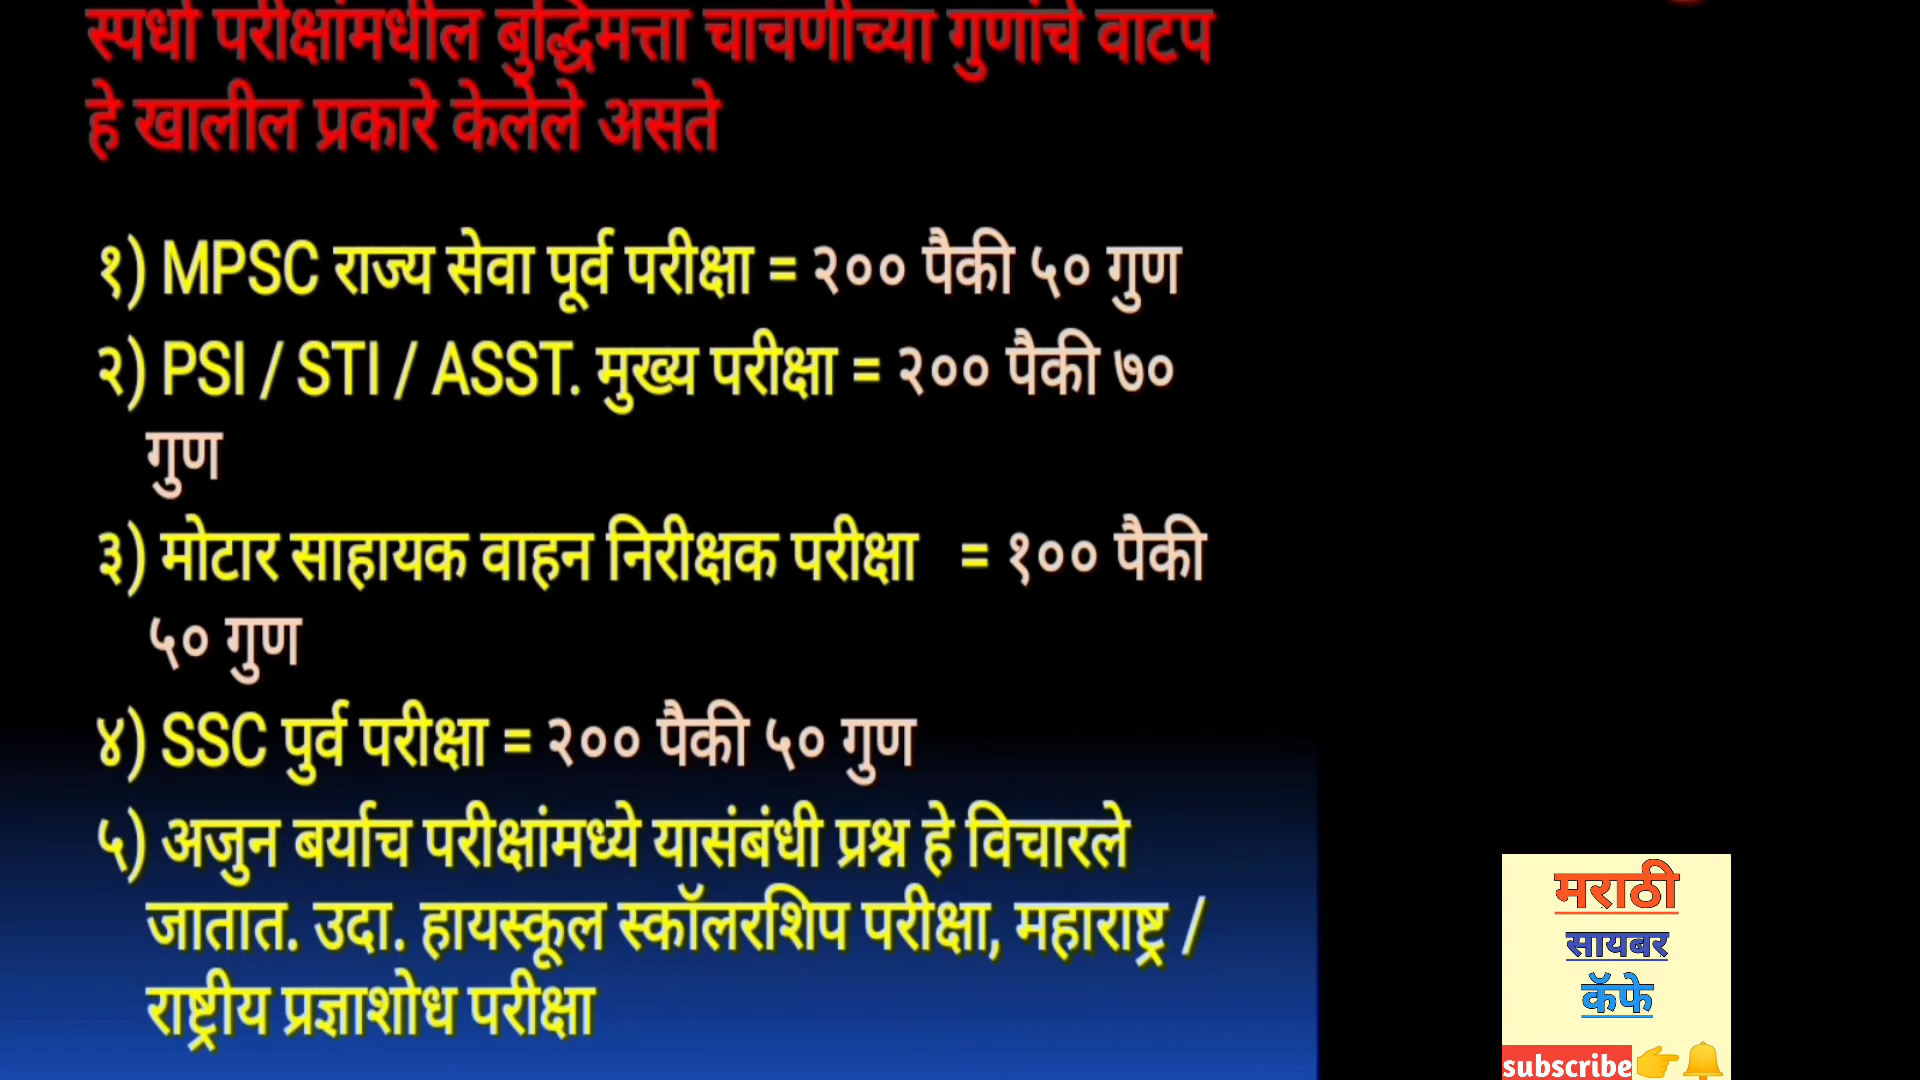 स्पर्धा परीक्षांमधील बुद्धिमत्ता चाचणीच्या गुणांचे वाटप
हे खालील प्रकारे केलेले असते
१) MPSC राज्य सेवा पूर्व परीक्षा = २०० पैकी ५० गुण
२) PSI / STI / ASST. मुख्य परीक्षा = २०० पैकी ७०
गुण
३) मोटार साहायक वाहन निरीक्षक परीक्षा = १०० पैकी
५० गुण
४) SSC पुर्व परीक्षा = २०० पैकी ५० गुण
५) अजुन बर्याच परीक्षांमध्ये यासंबंधी प्रश्न हे विचारले
जातात. उदा. हायस्कूल स्कॉलरशिप परीक्षा, महाराष्ट्र /
राष्ट्रीय प्रज्ञाशोध परीक्षा
मराठी
सायबर
कॅफे
subscribe